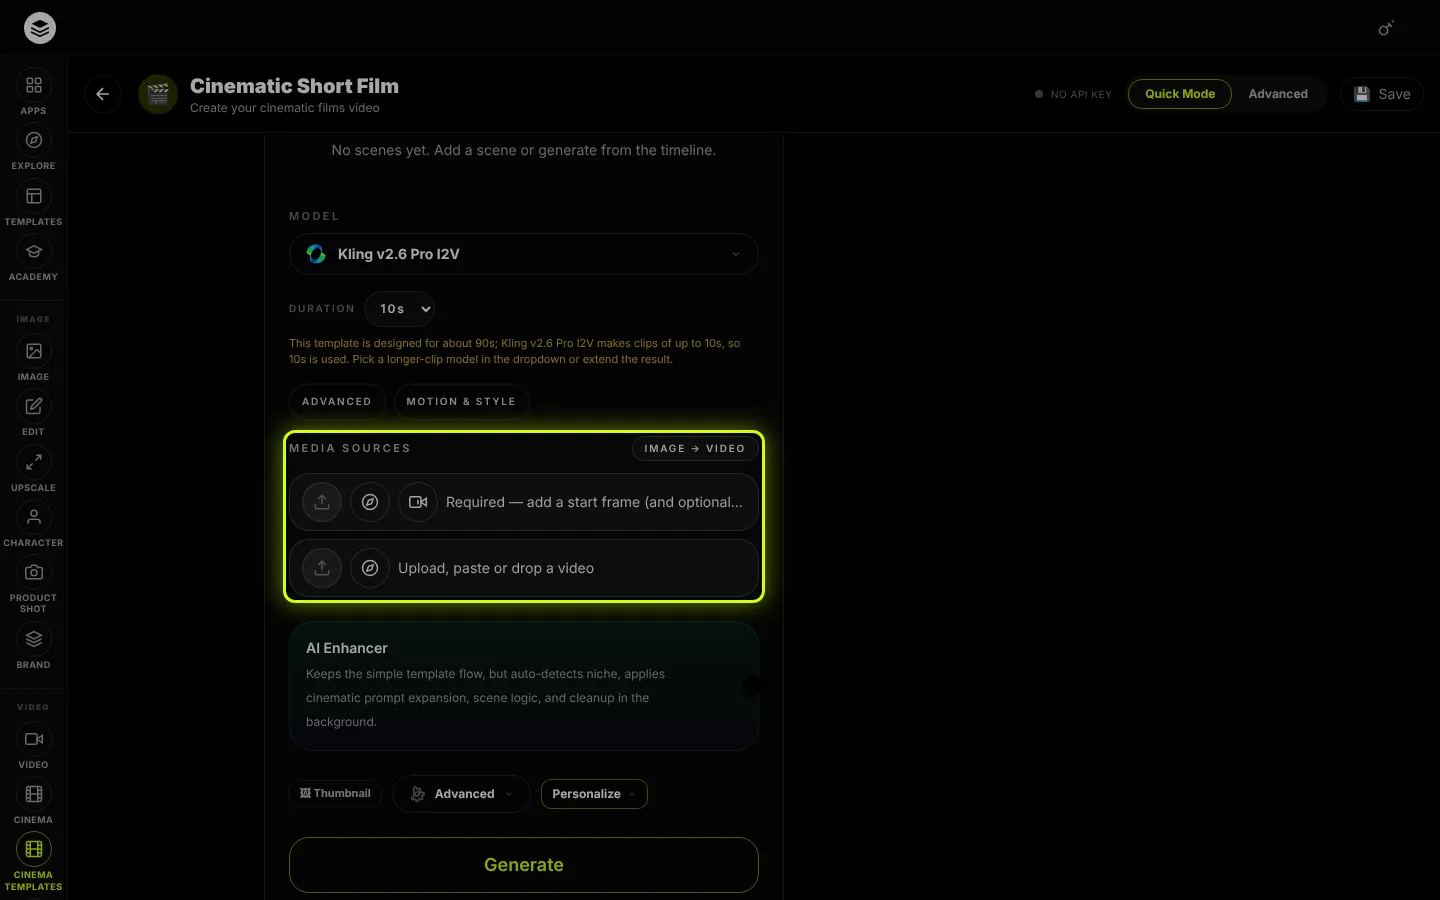 Cinematic Short Film
Create your cinematic films video
NO API KEY
Quick Mode
Advanced
Save
APPS
EXPLORE
TEMPLATES
ACADEMY
IMAGE
IMAGE
EDIT
UPSCALE
CHARACTER
PRODUCT
SHOT
BRAND
VIDEO
VIDEO
CINEMA
CINEMA
TEMPLATES
No scenes yet. Add a scene or generate from the timeline.
MODEL
Kling v2.6 Pro I2V
DURATION
10s
This template is designed for about 90s; Kling v2.6 Pro I2V makes clips of up to 10s, so
10s is used. Pick a longer-clip model in the dropdown or extend the result.
ADVANCED
MOTION & STYLE
MEDIA SOURCES
IMAGE → VIDEO
Required — add a start frame (and optional...
Upload, paste or drop a video
AI Enhancer
Keeps the simple template flow, but auto-detects niche, applies
cinematic prompt expansion, scene logic, and cleanup in the
background.
Thumbnail
Advanced
Personalize
Generate